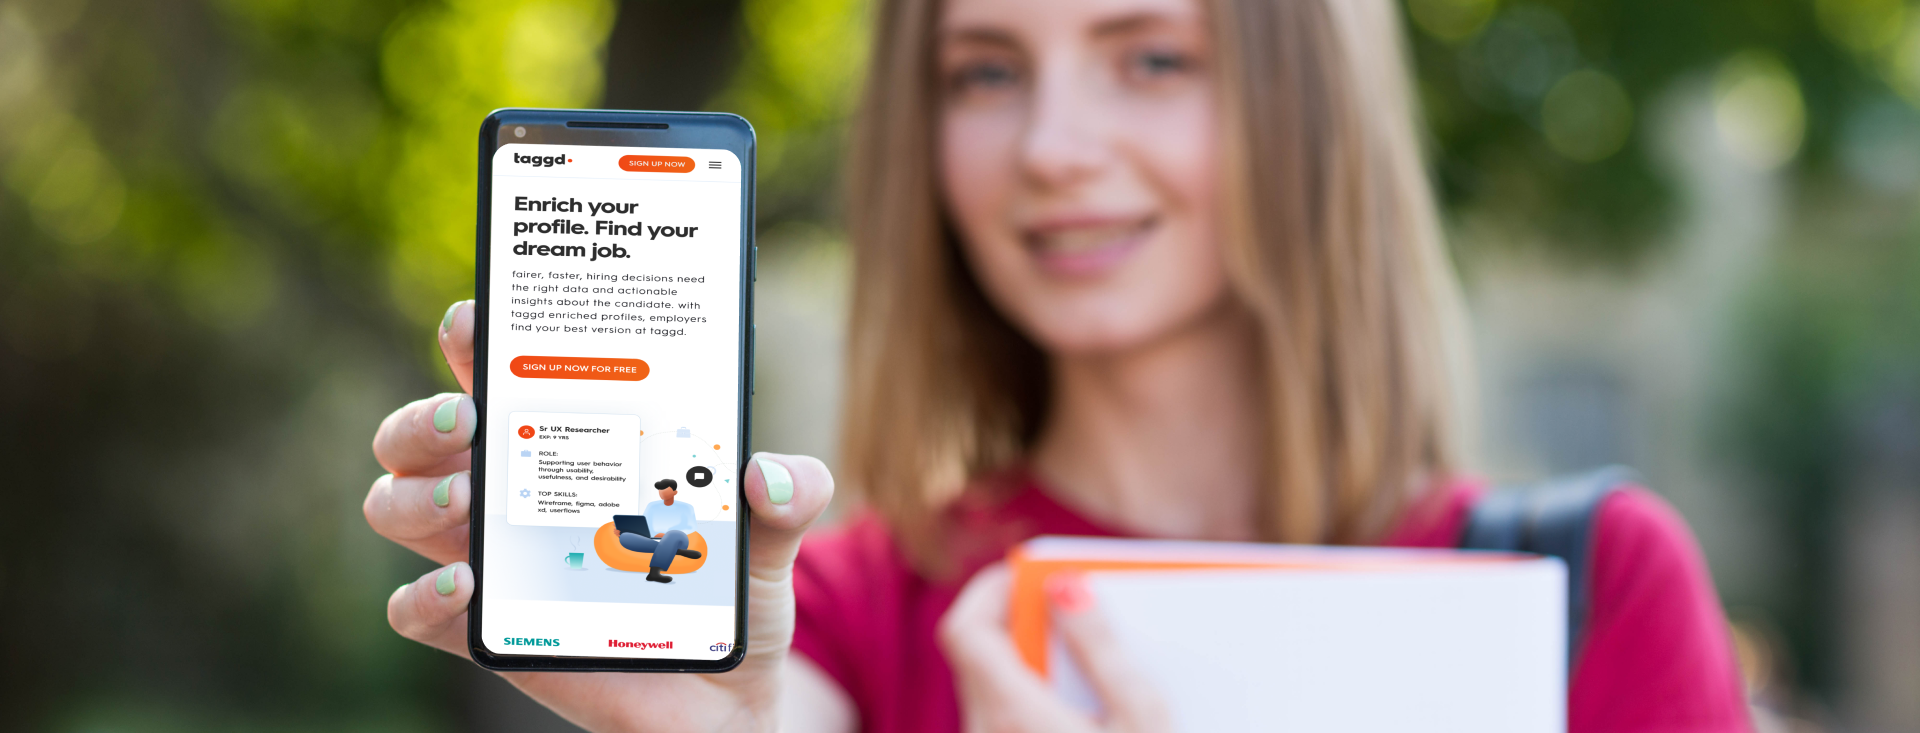 taggd
SIGN UP NOW
Enrich your
profile. Find your
dream job.
fairer, faster, hiring decisions need
the right data and actionable
insights about the candidate. with
taggd enriched profiles, employers
find your best version at taggd.
SIGN UP NOW FOR FREE
Sr UX Researcher
EXP: 9 YRS
ROLE:
Supporting user behavior
through usability,
usefulness, and desirability
TOP SKILLS:
Wireframe, figma, adobe
xd, userflows
SIEMENS
Honeywell
citi